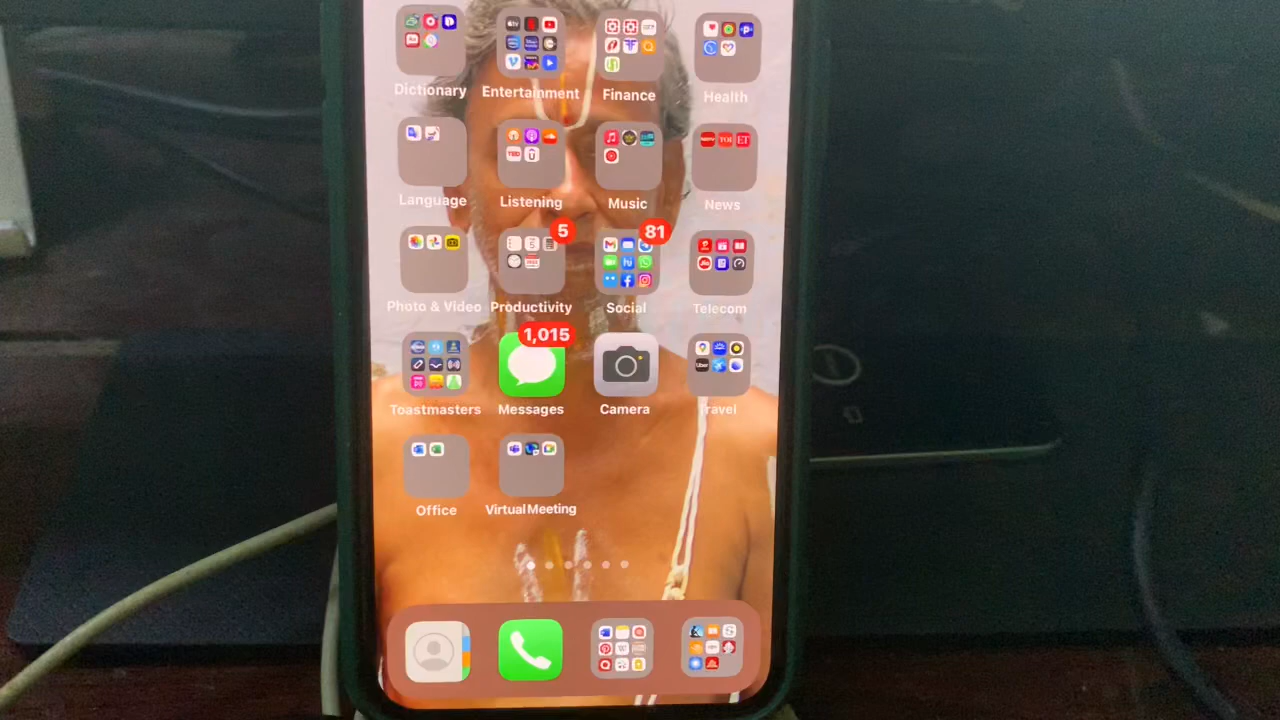 Dictionary Entertainment Finance Health
Language Listening Music News
5 81
Photo & Video Productivity Social Telecom
1,015
Toastmasters Messages Camera Travel
Office Virtual Meeting